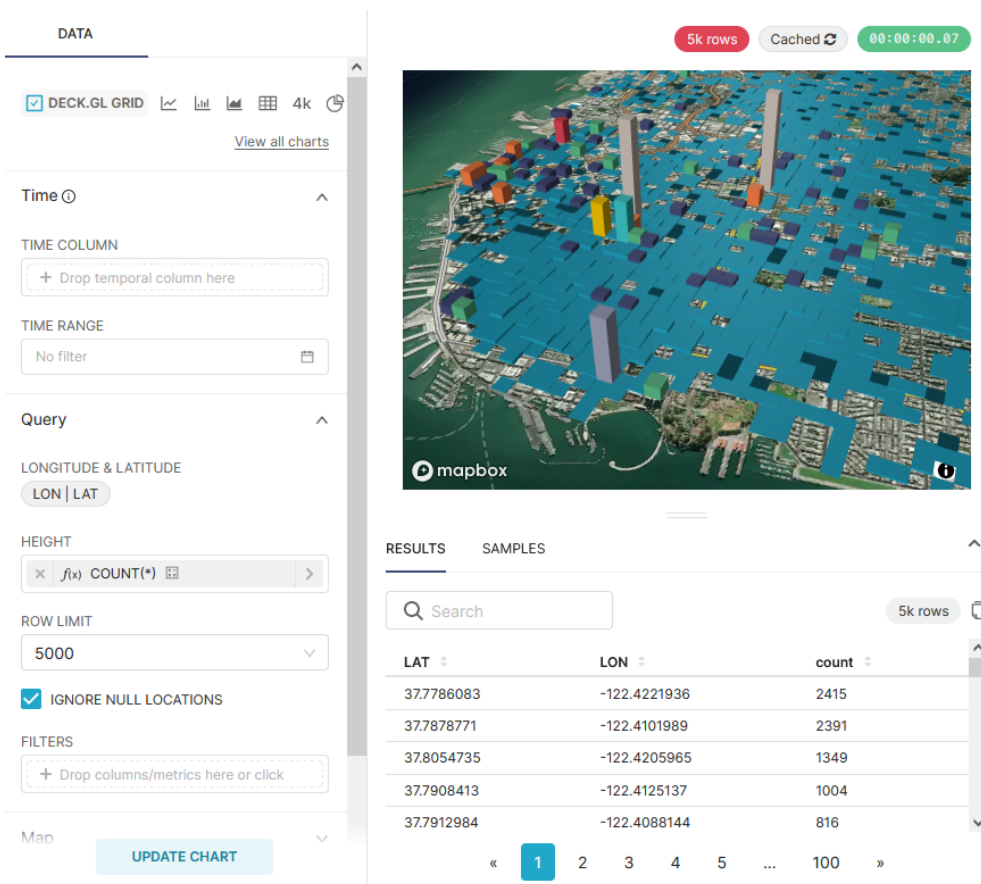 DATA
DECK.GL GRID
4k
View all charts
Time
TIME COLUMN
+ Drop temporal column here
TIME RANGE
No filter
Query
LONGITUDE & LATITUDE
LON | LAT
HEIGHT
× f(x) COUNT(*)
ROW LIMIT
5000
IGNORE NULL LOCATIONS
FILTERS
+ Drop columns/metrics here or click
Map
UPDATE CHART
5k rows
Cached
00:00:00.07
mapbox
RESULTS
SAMPLES
Search
5k rows
LAT LON count
37.7786083 -122.4221936 2415
37.7878771 -122.4101989 2391
37.8054735 -122.4205965 1349
37.7908413 -122.4125137 1004
37.7912984 -122.4088144 816
« 1 2 3 4 5 ... 100 »